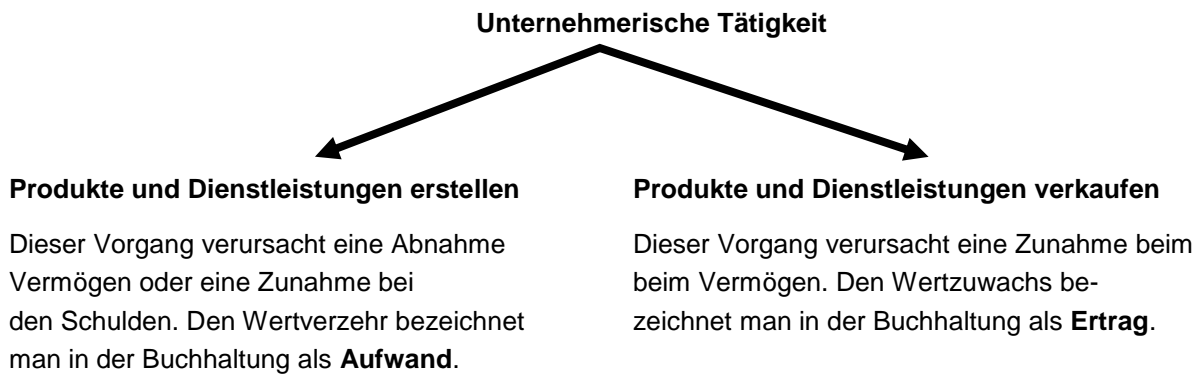 Unternehmerische Tätigkeit
Produkte und Dienstleistungen erstellen
Dieser Vorgang verursacht eine Abnahme
Vermögen oder eine Zunahme bei
den Schulden. Den Wertverzehr bezeichnet
man in der Buchhaltung als Aufwand.
Produkte und Dienstleistungen verkaufen
Dieser Vorgang verursacht eine Zunahme beim
beim Vermögen. Den Wertzuwachs be-
zeichnet man in der Buchhaltung als Ertrag.